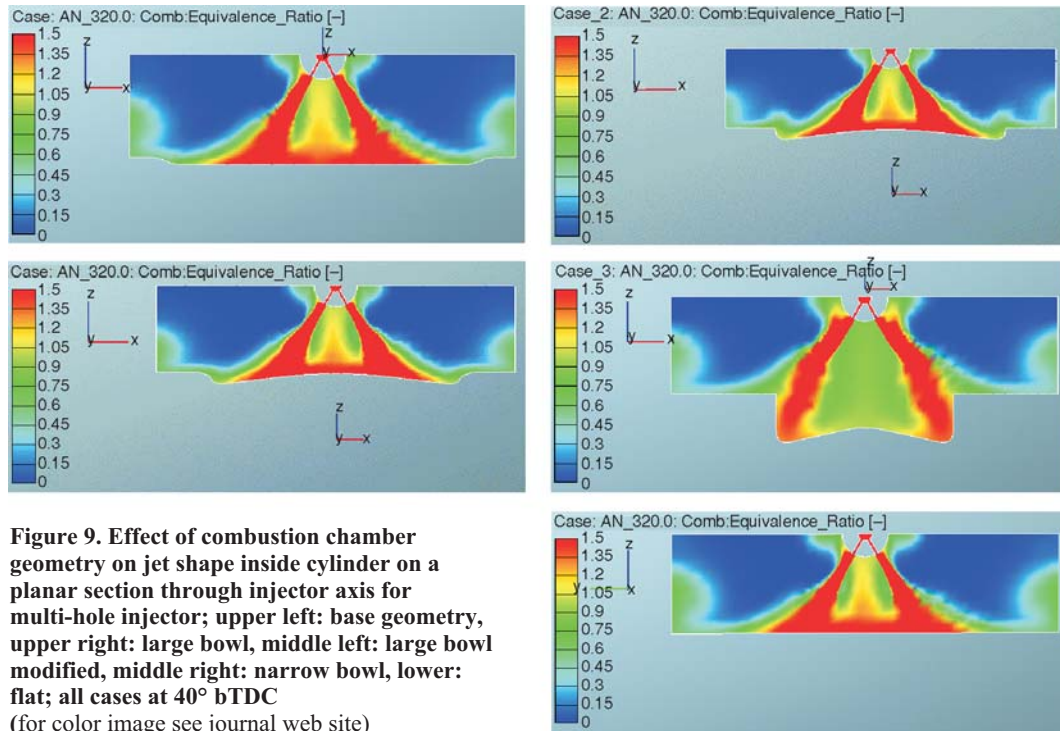 Case: AN_320.0: Comb:Equivalence_Ratio [–]
1.5
1.35
1.2
1.05
0.9
0.75
0.6
0.45
0.3
0.15
0
z
y x
z
y x
Case_2: AN_320.0: Comb:Equivalence_Ratio [–]
1.5
1.35
1.2
1.05
0.9
0.75
0.6
0.45
0.3
0.15
0
z
y x
z
y x
Case: AN_320.0: Comb:Equivalence_Ratio [–]
1.5
1.35
1.2
1.05
0.9
0.75
0.6
0.45
0.3
0.15
0
z
y x
z
y x
Case_3: AN_320.0: Comb:Equivalence_Ratio [–]
1.5
1.35
1.2
1.05
0.9
0.75
0.6
0.45
0.3
0.15
0
z
y x
z
y x
Figure 9. Effect of combustion chamber
geometry on jet shape inside cylinder on a
planar section through injector axis for
multi-hole injector; upper left: base geometry,
upper right: large bowl, middle left: large bowl
modified, middle right: narrow bowl, lower:
flat; all cases at 40° bTDC
(for color image see journal web site)
Case: AN_320.0: Comb:Equivalence_Ratio [–]
1.5
1.35
1.2
1.05
0.9
0.75
0.6
0.45
0.3
0.15
0
z
y x